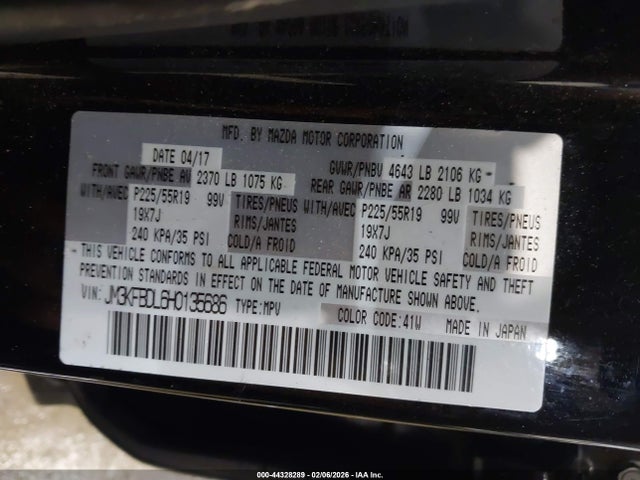 MFD. BY MAZDA MOTOR CORPORATION
DATE 04/17 GVWR/PNBV 4643 LB 2106 KG
FRONT GAWR/PNBE AV 2370 LB 1075 KG REAR GAWR/PNBE AR 2280 LB 1034 KG
WITH/AVEC P225/55R19 99V TIRES/PNEUS WITH/AVEC P225/55R19 99V TIRES/PNEUS
19X7J RIMS/JANTES 19X7J RIMS/JANTES
240 KPA/35 PSI COLD/A FROID 240 KPA/35 PSI COLD/A FROID
*THIS VEHICLE CONFORMS TO ALL APPLICABLE FEDERAL MOTOR VEHICLE SAFETY AND THEFT
PREVENTION STANDARDS IN EFFECT ON THE DATE OF MANUFACTURE SHOWN ABOVE.
VIN: JM3KFBDL6H0135686 TYPE: MPV COLOR CODE: 41W MADE IN JAPAN
000-44328289 - 02/06/2026 - IAA Inc.